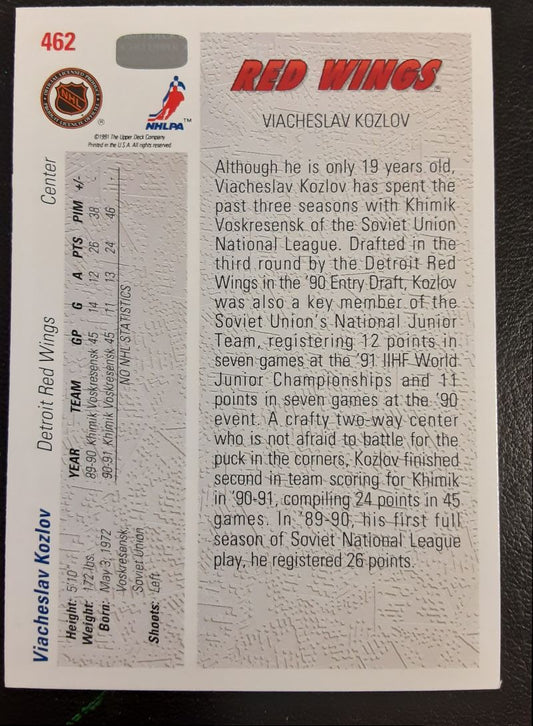 462
NHL
®
NHLPA
©1991 The Upper Deck Company
Printed in the U.S.A. All rights reserved
RED WINGS®
VIACHESLAV KOZLOV
Although he is only 19 years old,
Viacheslav Kozlov has spent the
past three seasons with Khimik
Voskresensk of the Soviet Union
National League. Drafted in the
third round by the Detroit Red
Wings in the '90 Entry Draft, Kozlov
was also a key member of the
Soviet Union's National Junior
Team, registering 12 points in
seven games at the '91 IIHF World
Junior Championships and 11
points in seven games at the '90
event. A crafty two-way center
who is not afraid to battle for the
puck in the corners, Kozlov finished
second in team scoring for Khimik
in '90-91, compiling 24 points in 45
games. In '89-90, his first full
season of Soviet National League
play, he registered 26 points.
Viacheslav Kozlov Detroit Red Wings Center
Height: 5'10"
Weight: 172 lbs.
Born: May 3, 1972
Voskresensk,
Soviet Union
Shoots: Left
YEAR TEAM GP G A PTS PIM +/-
89-90 Khimik Voskresensk 45 14 12 26 38
90-91 Khimik Voskresensk 45 11 13 24 46
NO NHL STATISTICS